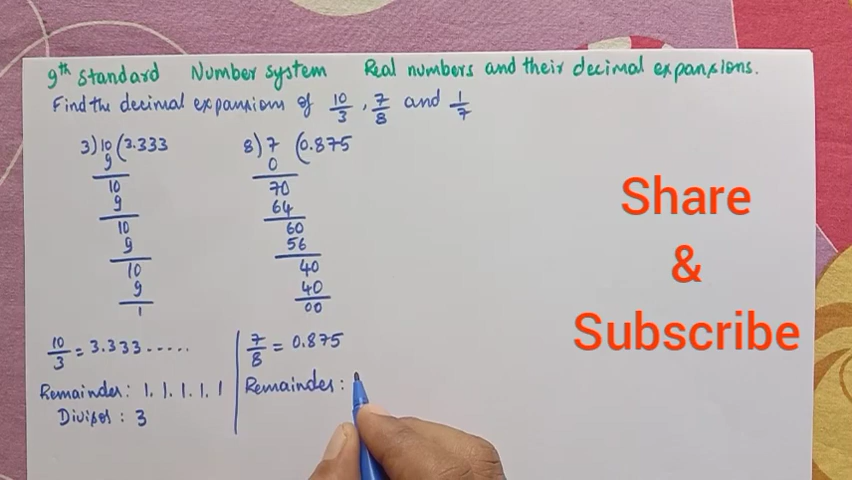 9th Standard Number system Real numbers and their decimal expansions.
Find the decimal expansions of 10/3, 7/8 and 1/7
3)10(3.333
9
10
9
10
9
10
9
1
8)7(0.875
0
70
64
60
56
40
40
00
10/3 = 3.333.....
Remainder: 1, 1, 1, 1, 1
Divisor: 3
7/8 = 0.875
Remainder:
Share
&
Subscribe